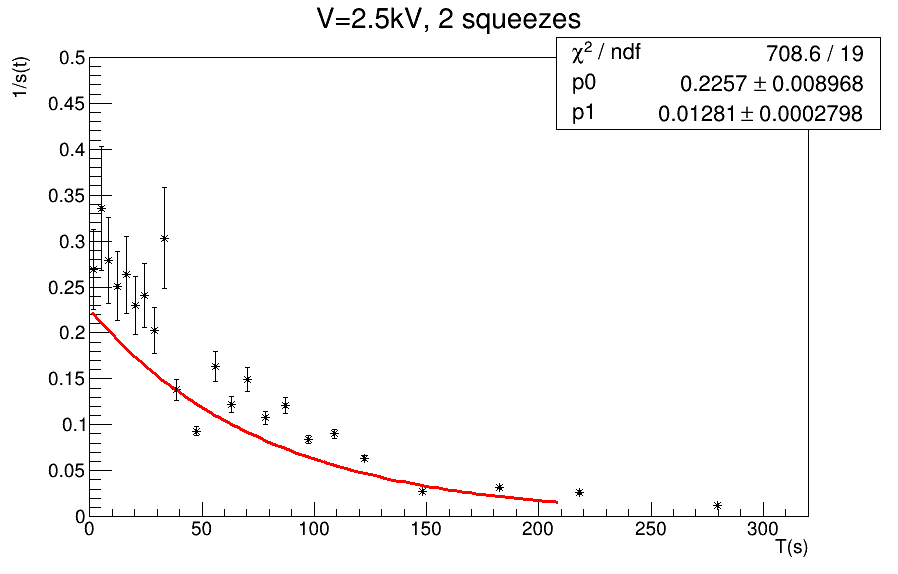 V=2.5kV, 2 squeezes
χ² / ndf 708.6 / 19
p0 0.2257 ± 0.008968
p1 0.01281 ± 0.0002798
1/s(t)
0.5
0.45
0.4
0.35
0.3
0.25
0.2
0.15
0.1
0.05
0
0 50 100 150 200 250 300
T(s)